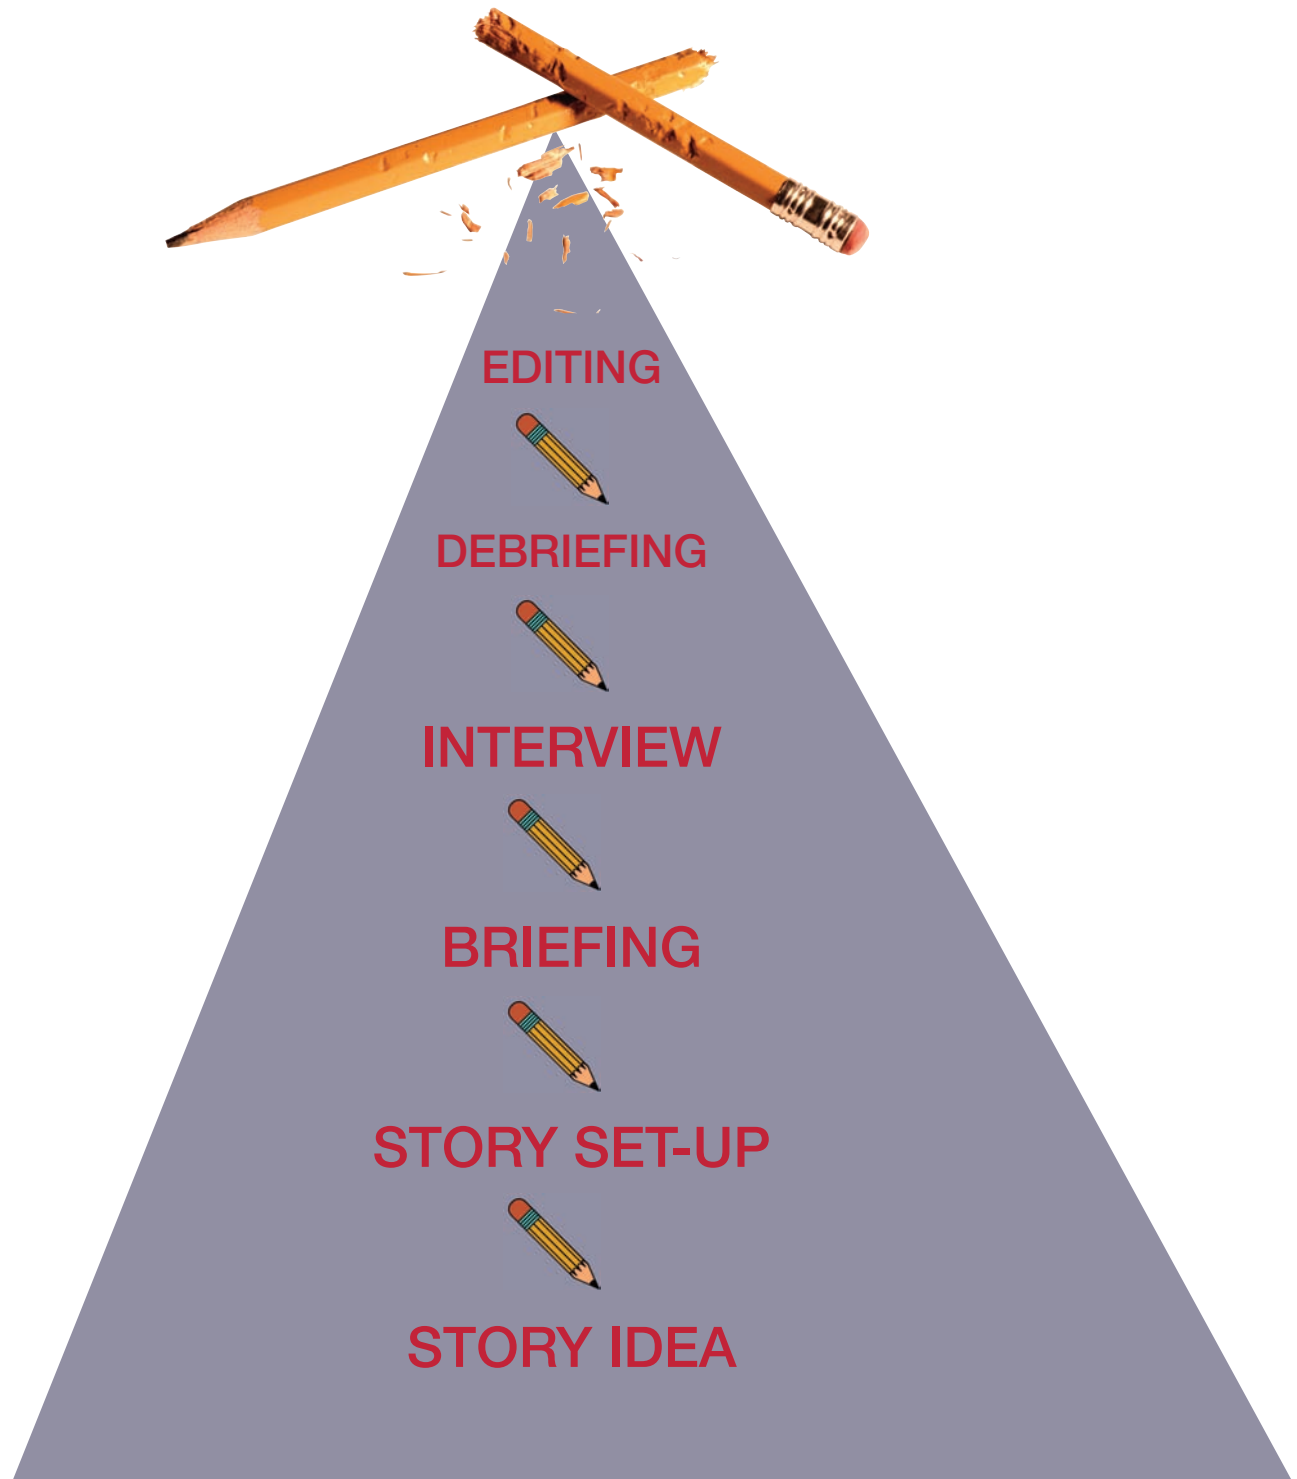 EDITING
DEBRIEFING
INTERVIEW
BRIEFING
STORY SET-UP
STORY IDEA